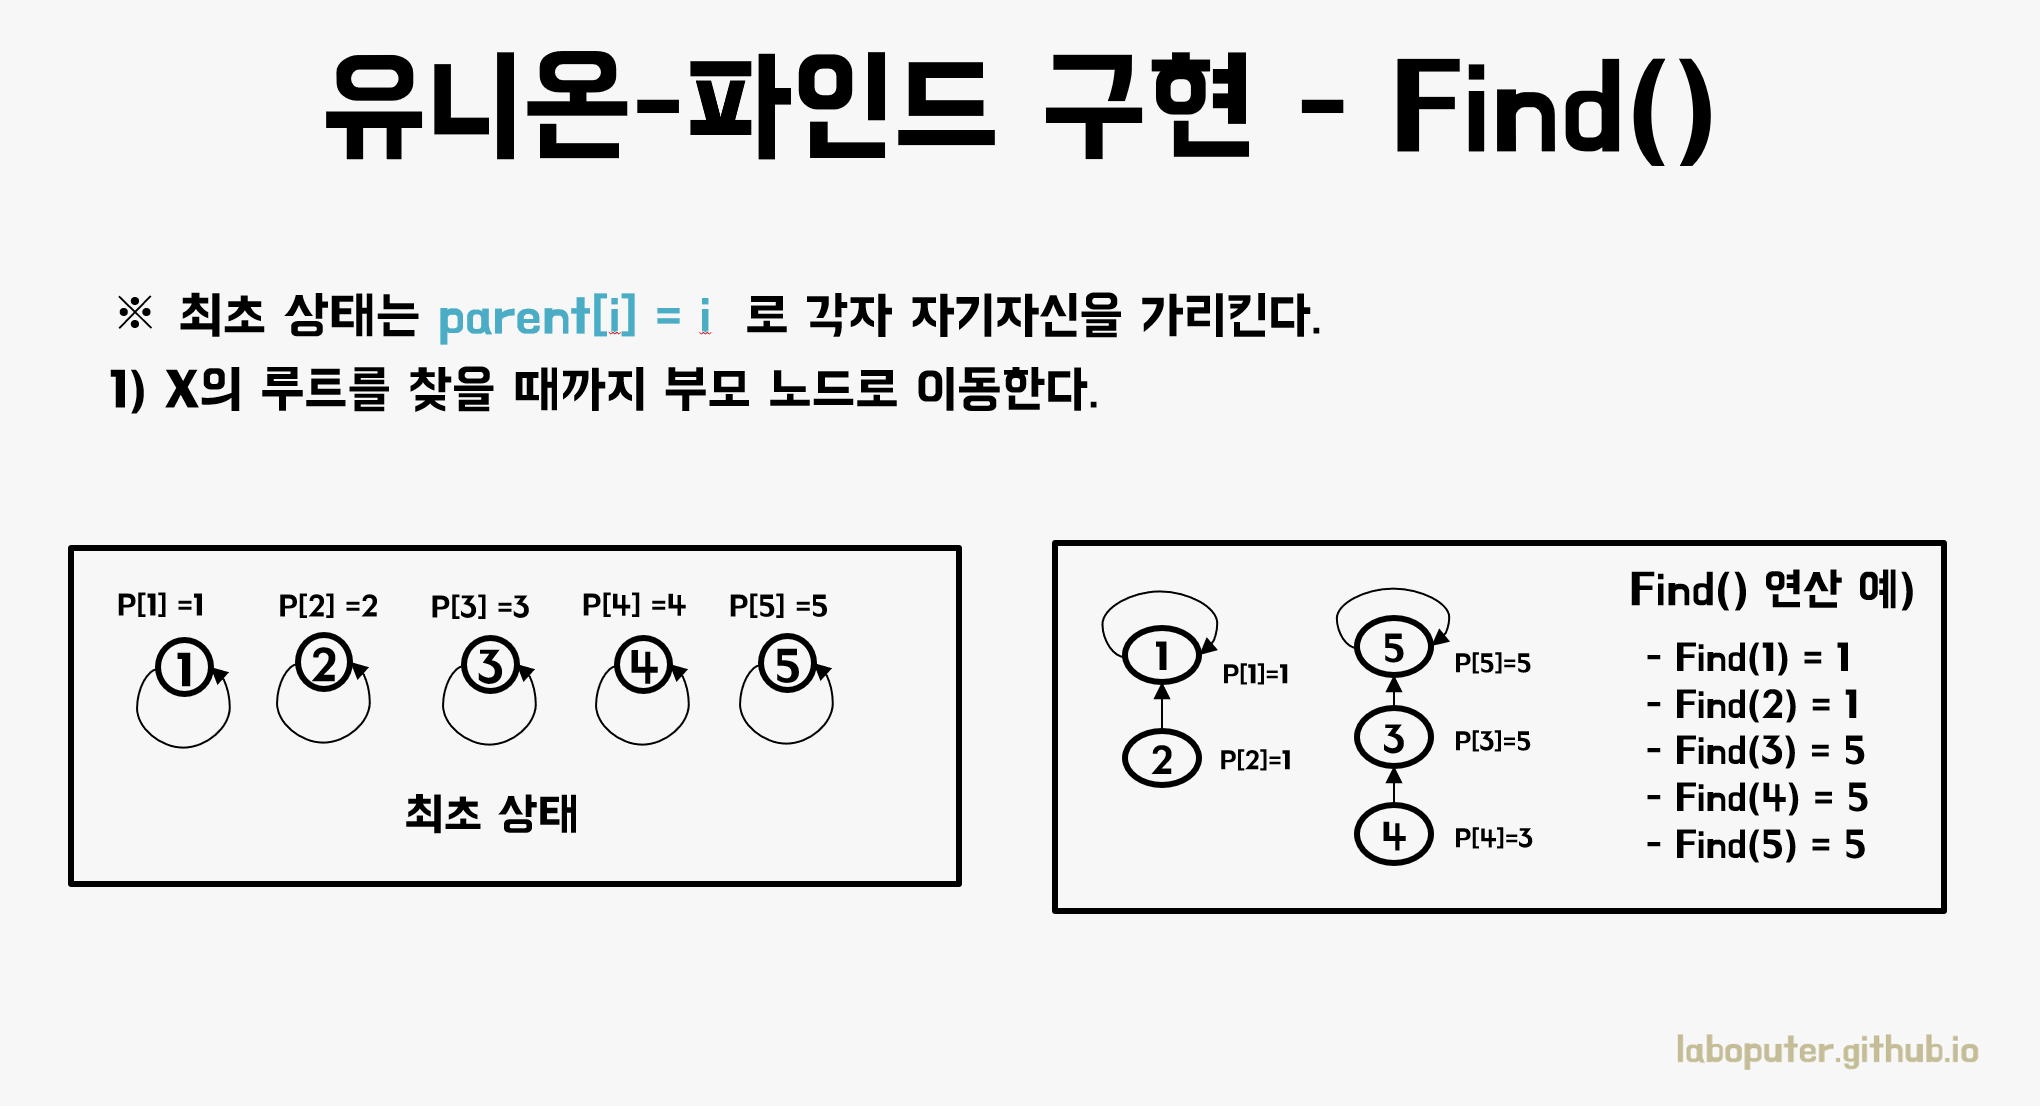 유니온-파인드 구현 - Find()
※ 최초 상태는 parent[i] = i 로 각자 자기자신을 가리킨다.
1) X의 루트를 찾을 때까지 부모 노드로 이동한다.
P[1] =1
P[2] =2
P[3] =3
P[4] =4
P[5] =5
1
2
3
4
5
최초 상태
1
P[1]=1
2
P[2]=1
5
P[5]=5
3
P[3]=5
4
P[4]=3
Find() 연산 예)
- Find(1) = 1
- Find(2) = 1
- Find(3) = 5
- Find(4) = 5
- Find(5) = 5
laboputer.github.io